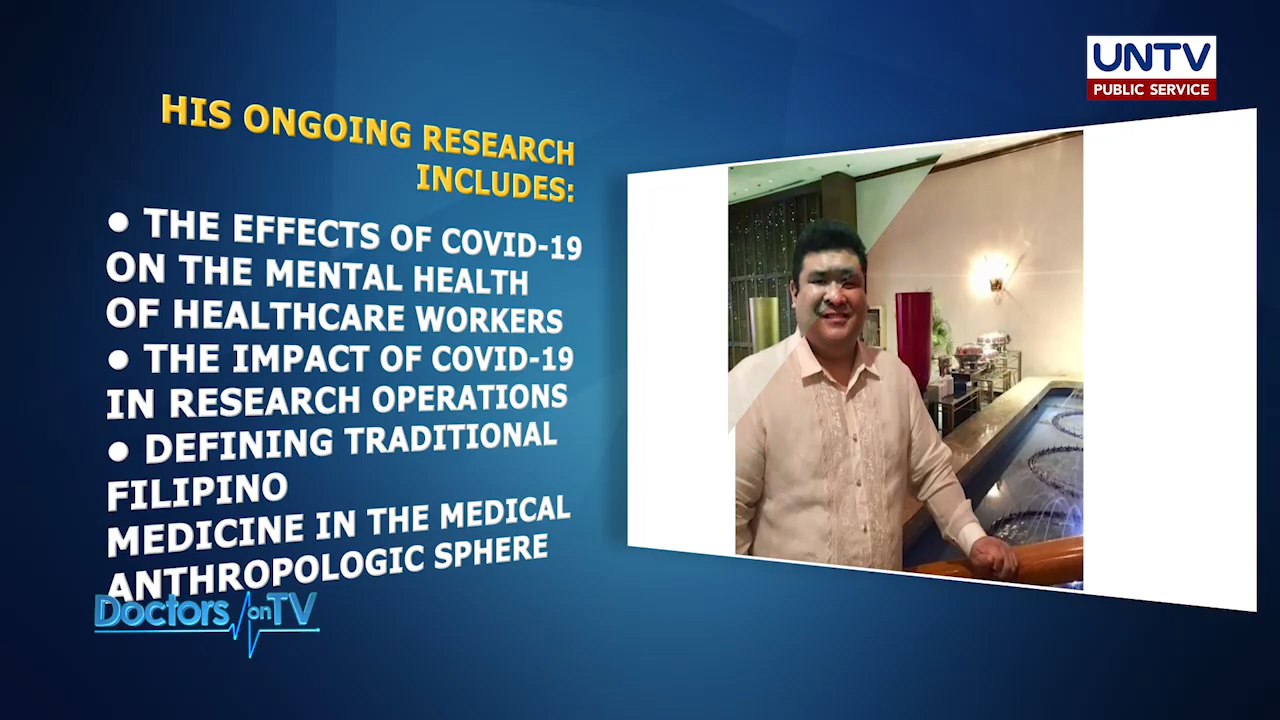 UNTV
PUBLIC SERVICE
HIS ONGOING RESEARCH
INCLUDES:
● THE EFFECTS OF COVID-19
ON THE MENTAL HEALTH
OF HEALTHCARE WORKERS
● THE IMPACT OF COVID-19
IN RESEARCH OPERATIONS
● DEFINING TRADITIONAL
FILIPINO
MEDICINE IN THE MEDICAL
ANTHROPOLOGIC SPHERE
Doctors on TV